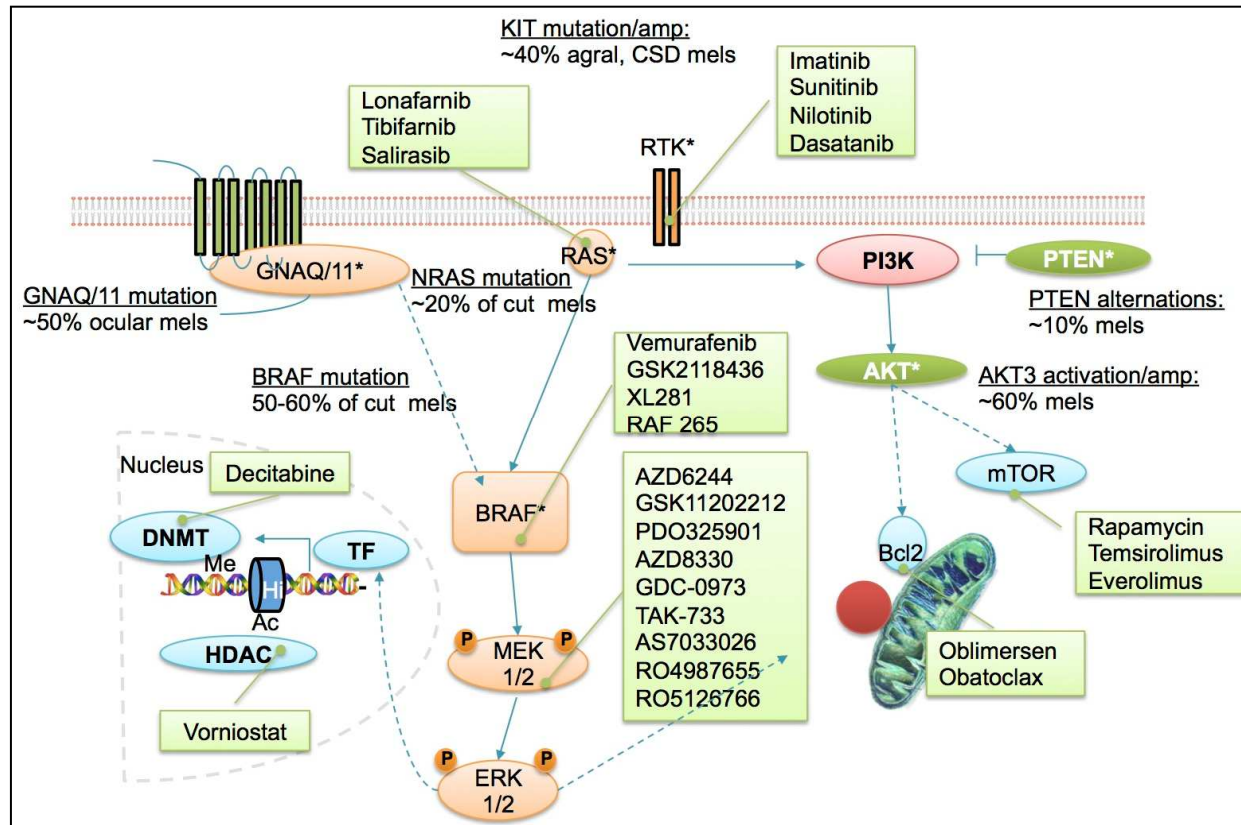 KIT mutation/amp:
~40% agral, CSD mels
Lonafarnib
Tibifarnib
Salirasib
Imatinib
Sunitinib
Nilotinib
Dasatanib
RTK*
GNAQ/11*
RAS*
PI3K
PTEN*
GNAQ/11 mutation
~50% ocular mels
NRAS mutation
~20% of cut mels
PTEN alternations:
~10% mels
BRAF mutation
50-60% of cut mels
Vemurafenib
GSK2118436
XL281
RAF 265
AKT*
AKT3 activation/amp:
~60% mels
Nucleus
Decitabine
DNMT
Me
TF
H
Ac
HDAC
Vorniostat
BRAF*
AZD6244
GSK11202212
PDO325901
AZD8330
GDC-0973
TAK-733
AS7033026
RO4987655
RO5126766
mTOR
Rapamycin
Temsirolimus
Everolimus
Bcl2
Oblimersen
Obatoclax
P
P
MEK
1/2
P
P
ERK
1/2